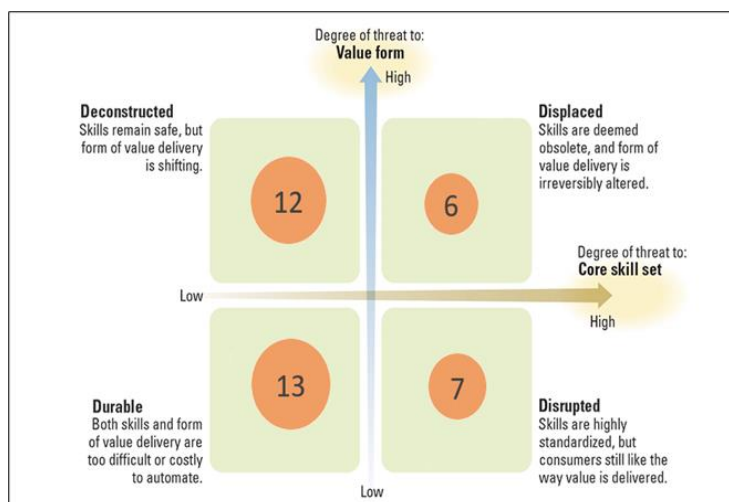 Degree of threat to:
Value form
High
Deconstructed
Skills remain safe, but
form of value delivery
is shifting.
Displaced
Skills are deemed
obsolete, and form of
value delivery is
irreversibly altered.
12
6
Degree of threat to:
Core skill set
Low
High
13
7
Durable
Both skills and form
of value delivery are
too difficult or costly
to automate.
Disrupted
Skills are highly
standardized, but
consumers still like the
way value is delivered.
Low